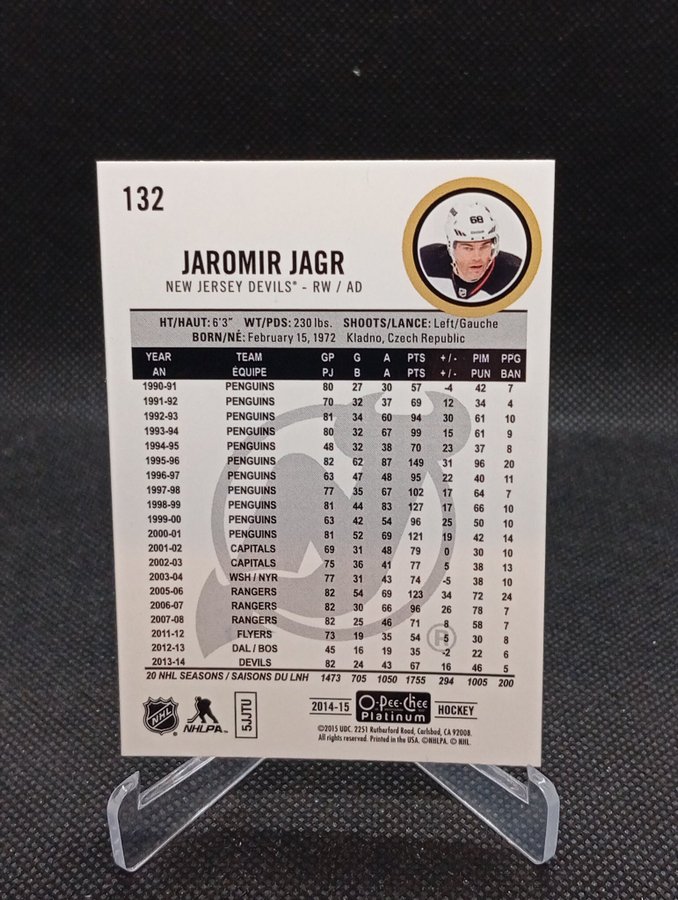 132
68
JAROMIR JAGR
NEW JERSEY DEVILS® - RW / AD
HT/HAUT: 6'3" WT/PDS: 230 lbs. SHOOTS/LANCE: Left/Gauche
BORN/NÉ: February 15, 1972 Kladno, Czech Republic
YEAR TEAM GP G A PTS +/- PIM PPG
AN ÉQUIPE PJ B A PTS +/- PUN BAN
1990-91 PENGUINS 80 27 30 57 -4 42 7
1991-92 PENGUINS 70 32 37 69 12 34 4
1992-93 PENGUINS 81 34 60 94 30 61 10
1993-94 PENGUINS 80 32 67 99 15 61 9
1994-95 PENGUINS 48 32 38 70 23 37 8
1995-96 PENGUINS 82 62 87 149 31 96 20
1996-97 PENGUINS 63 47 48 95 22 40 11
1997-98 PENGUINS 77 35 67 102 17 64 7
1998-99 PENGUINS 81 44 83 127 17 66 10
1999-00 PENGUINS 63 42 54 96 25 50 10
2000-01 PENGUINS 81 52 69 121 19 42 14
2001-02 CAPITALS 69 31 48 79 0 30 10
2002-03 CAPITALS 75 36 41 77 5 38 13
2003-04 WSH / NYR 77 31 43 74 -5 38 10
2005-06 RANGERS 82 54 69 123 34 72 24
2006-07 RANGERS 82 30 66 96 26 78 7
2007-08 RANGERS 82 25 46 71 8 58 7
2011-12 FLYERS 73 19 35 54 5 30 8
2012-13 DAL / BOS 45 16 19 35 -2 22 6
2013-14 DEVILS 82 24 43 67 16 46 5
®
20 NHL SEASONS / SAISONS DU LNH 1473 705 1050 1755 294 1005 200
NHL
NHLPA™
5JJTU
2014-15 O-Pee-Chee Platinum HOCKEY
©2015 UDC. 2251 Rutherford Road, Carlsbad, CA 92008.
All rights reserved. Printed in the USA. ©NHLPA. © NHL.